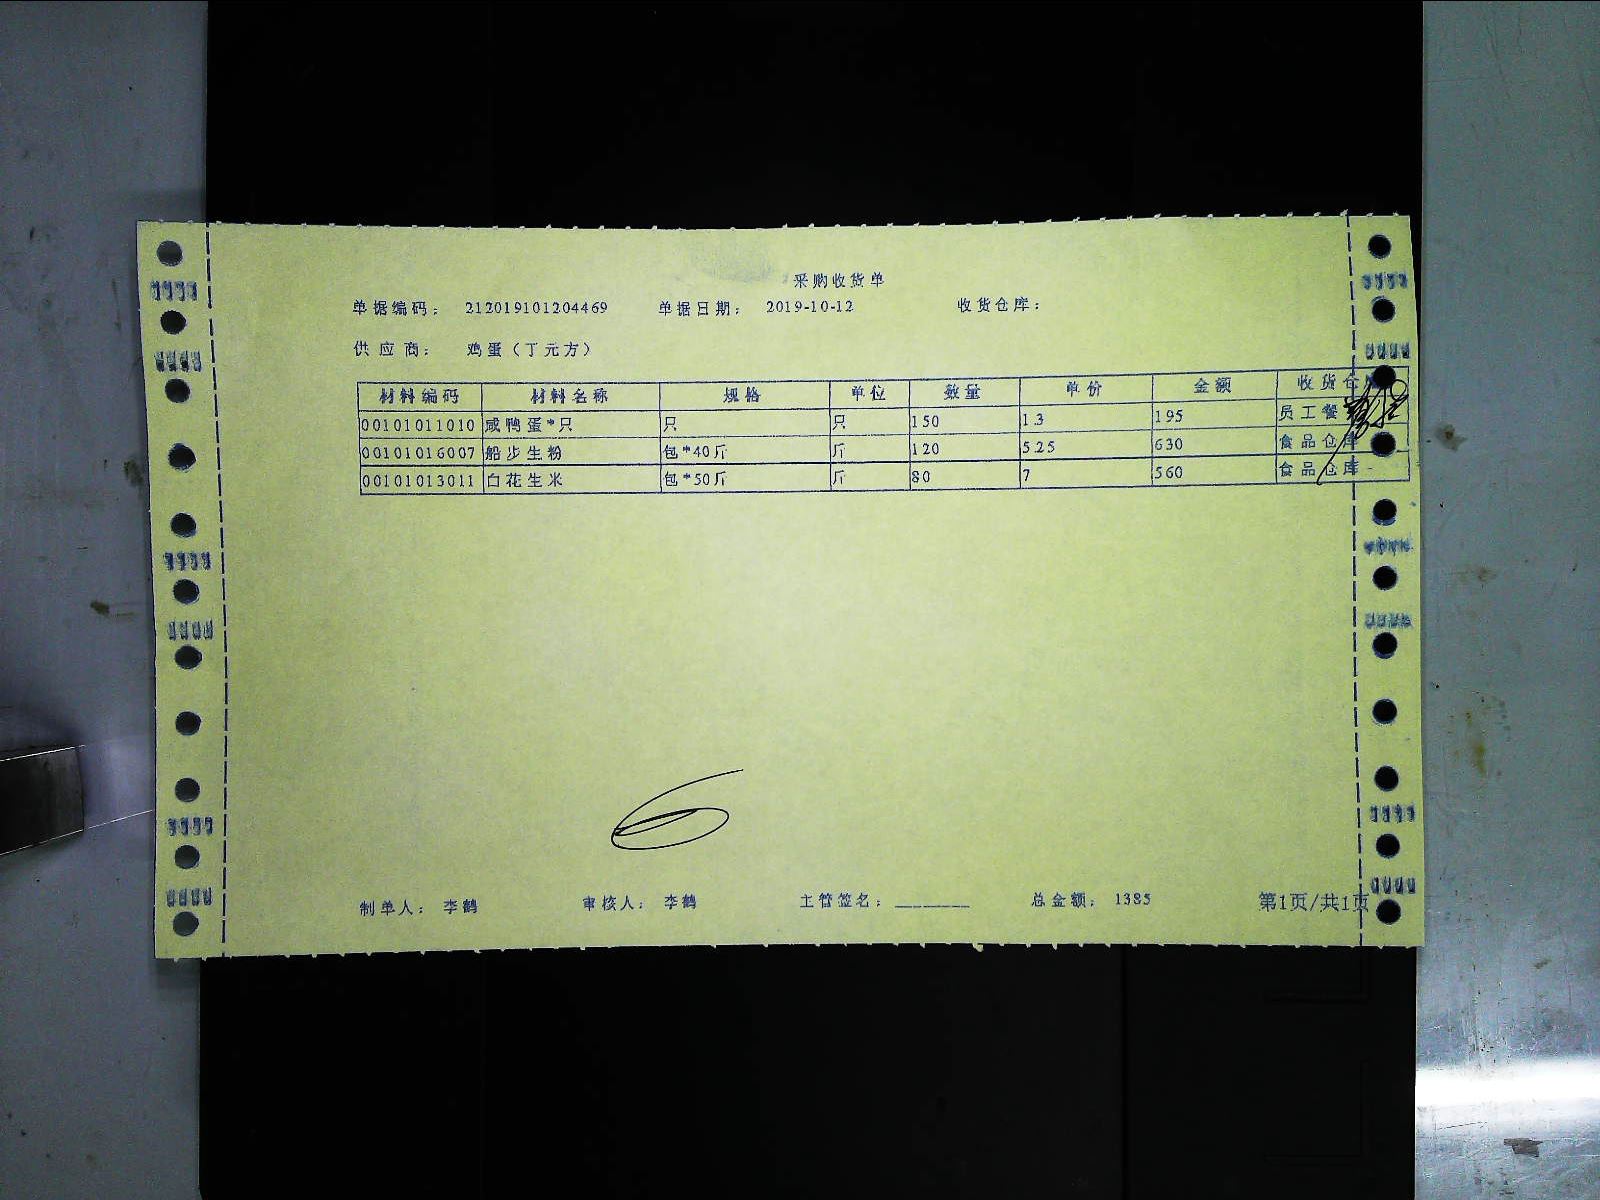 采购收货单
单据编码： 212019101204469 单据日期： 2019-10-12 收货仓库：
供应商： 鸡蛋（丁元方）
材料编码 材料名称 规格 单位 数量 单价 金额 收货仓库
00101011010 咸鸭蛋*只 只 只 150 1.3 195 员工餐
00101016007 船步生粉 包*40斤 斤 120 5.25 630 食品仓库
00101013011 白花生米 包*50斤 斤 80 7 560 食品仓库-
制单人： 李鹤 审核人： 李鹤 主管签名：________ 总金额： 1385 第1页/共1页